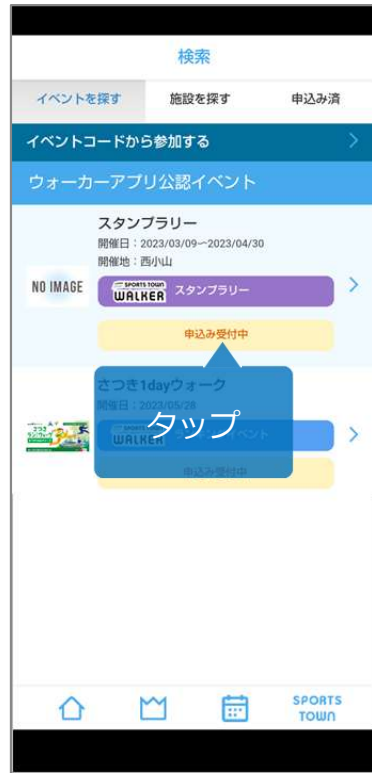 検索
イベントを探す
施設を探す
申込み済
イベントコードから参加する
ウォーカーアプリ公認イベント
スタンプラリー
開催日：2023/03/09〜2023/04/30
開催地：西小山
NO IMAGE
SPORTS TOWN
WALKER スタンプラリー
申込み受付中
さつき1dayウォーク
開催日：2023/05/28
タップ
WALKER
申込み受付中
SPORTS
TOWN